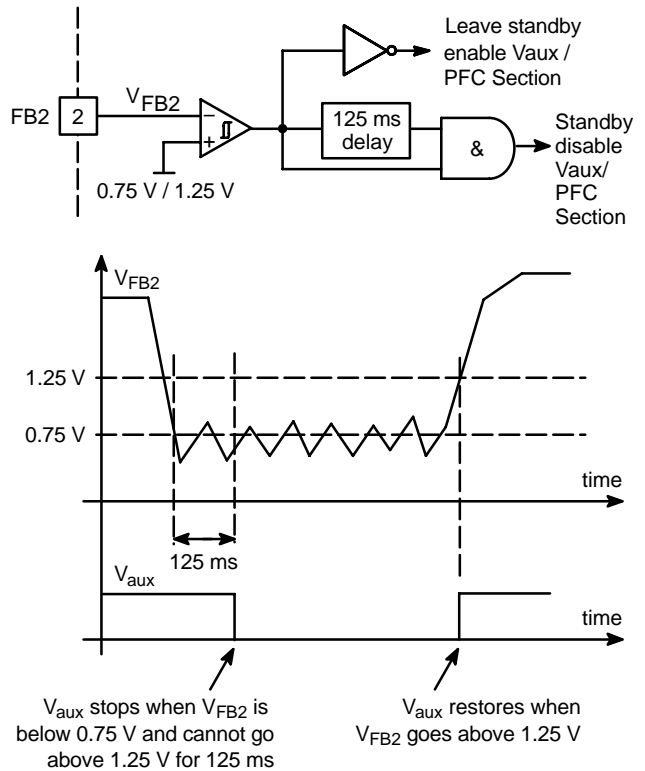 Leave standby
enable Vaux /
PFC Section
FB2
2
VFB2
−
+
0.75 V / 1.25 V
125 ms
delay
&
Standby
disable
Vaux/
PFC
Section
VFB2
1.25 V
0.75 V
time
125 ms
Vaux
time
Vaux stops when VFB2 is
below 0.75 V and cannot go
above 1.25 V for 125 ms
Vaux restores when
VFB2 goes above 1.25 V